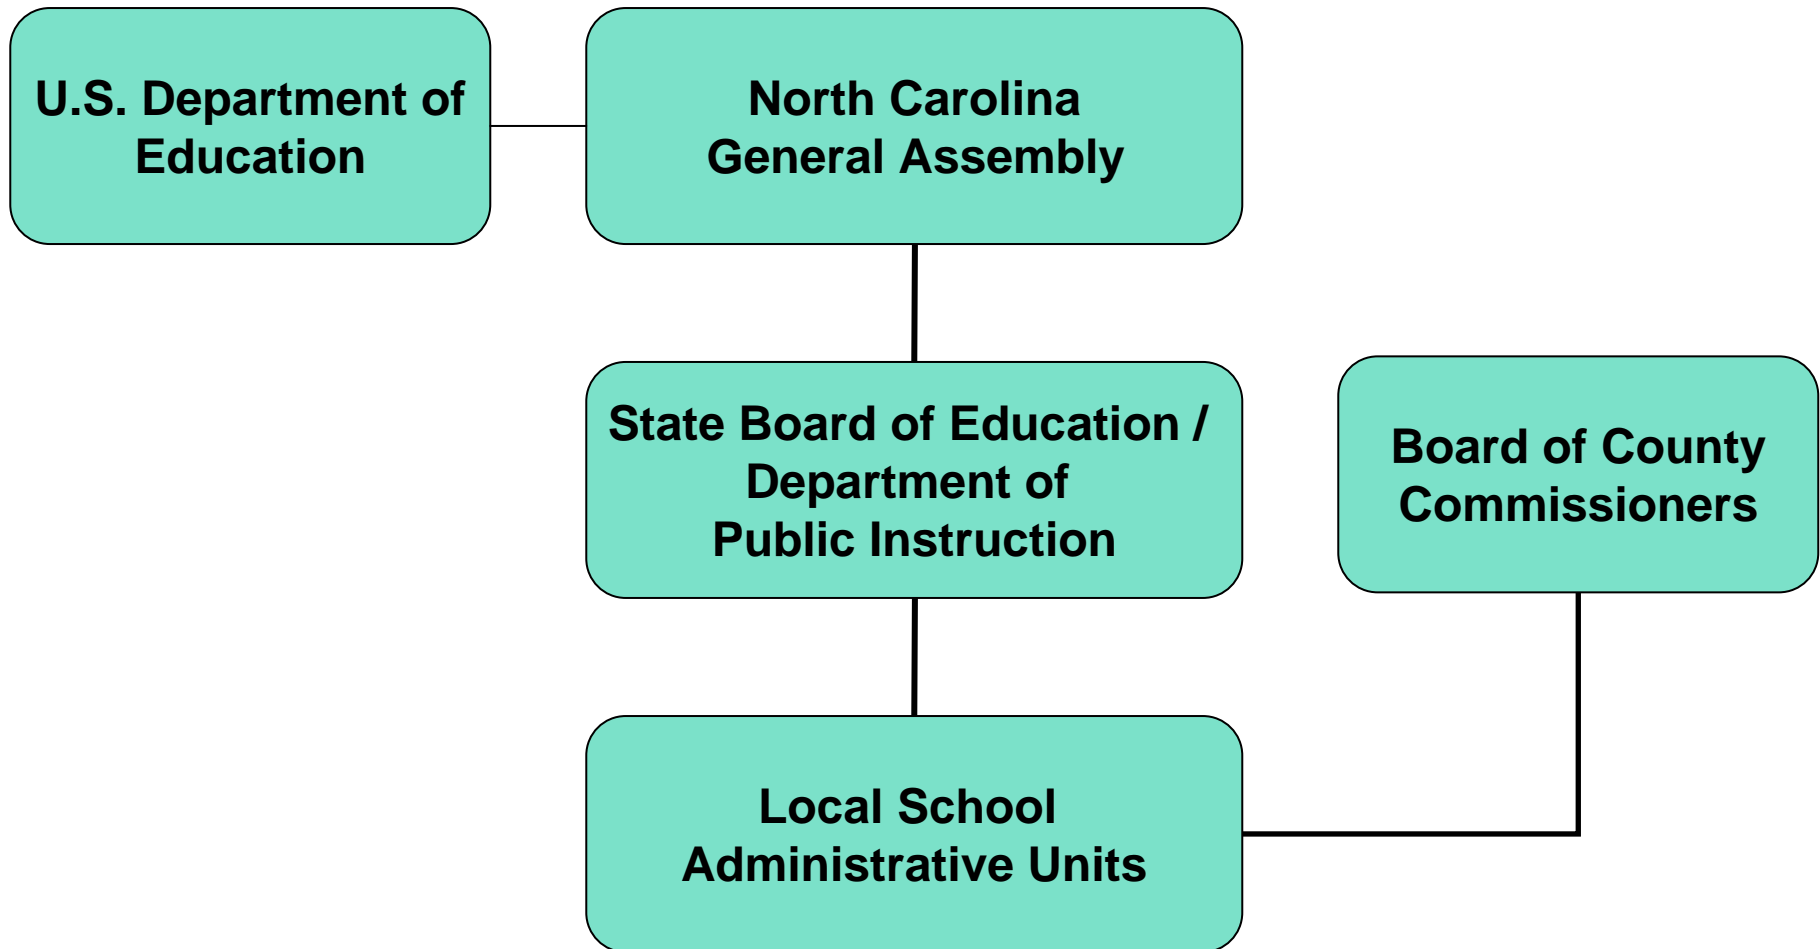 U.S. Department of
Education
North Carolina
General Assembly
State Board of Education /
Department of
Public Instruction
Board of County
Commissioners
Local School
Administrative Units